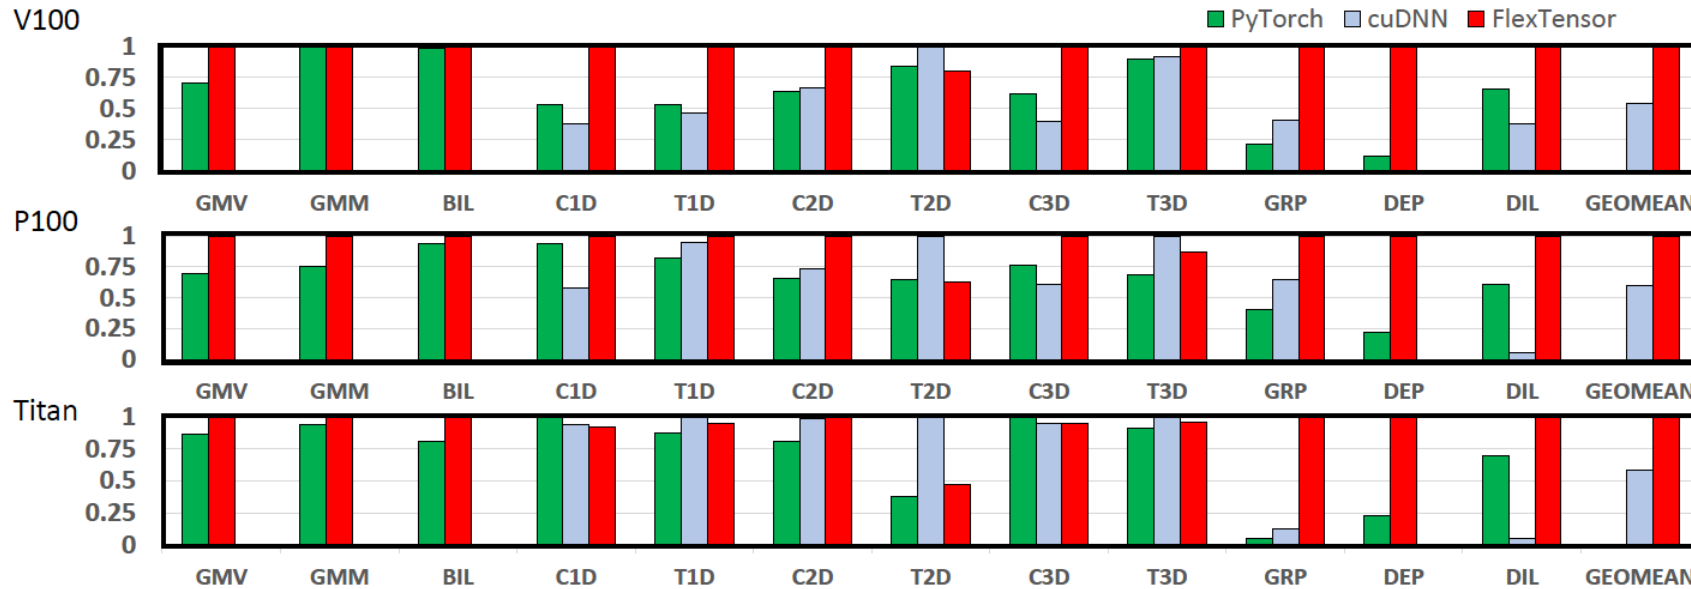 V100
PyTorch cuDNN FlexTensor
1
0.75
0.5
0.25
0
GMV GMM BIL C1D T1D C2D T2D C3D T3D GRP DEP DIL GEOMEAN
P100
1
0.75
0.5
0.25
0
GMV GMM BIL C1D T1D C2D T2D C3D T3D GRP DEP DIL GEOMEAN
Titan
1
0.75
0.5
0.25
0
GMV GMM BIL C1D T1D C2D T2D C3D T3D GRP DEP DIL GEOMEAN